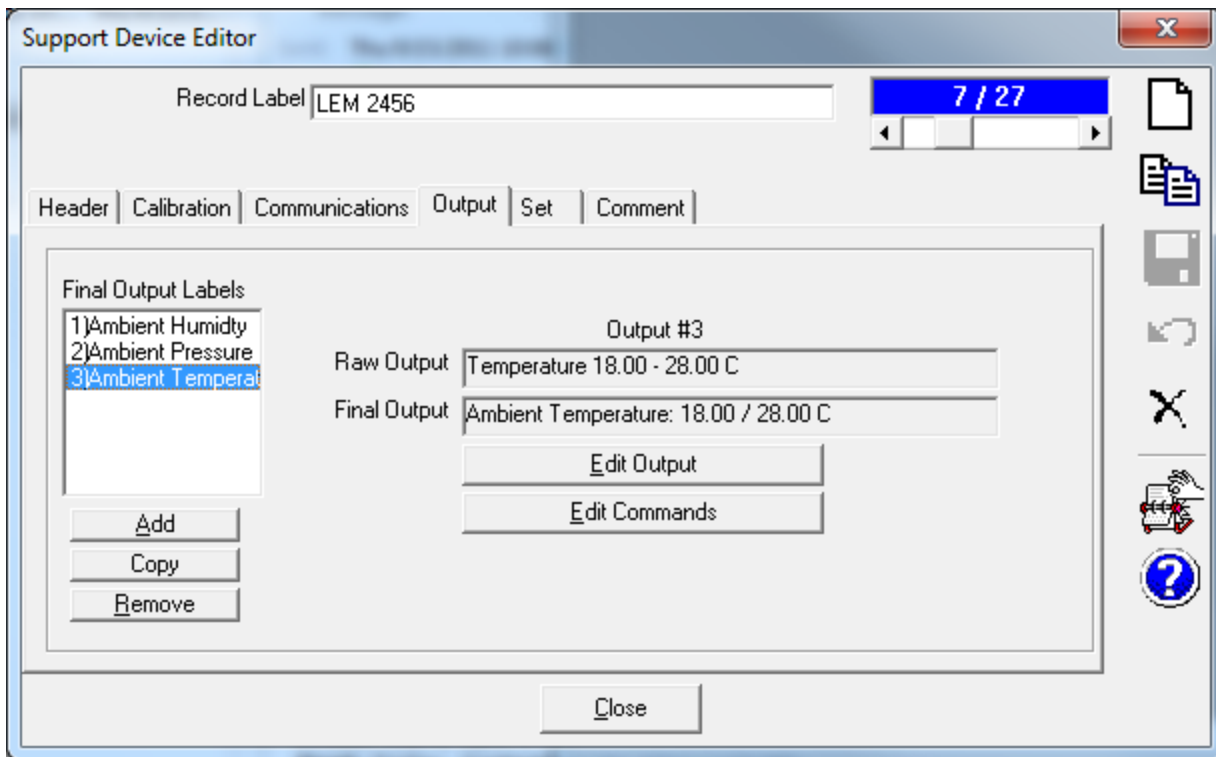 Support Device Editor
Record Label LEM 2456
7 / 27
Header Calibration Communications Output Set Comment
Final Output Labels
1)Ambient Humidty
2)Ambient Pressure
3)Ambient Temperat
Output #3
Raw Output Temperature 18.00 - 28.00 C
Final Output Ambient Temperature: 18.00 / 28.00 C
Edit Output
Edit Commands
Add
Copy
Remove
Close